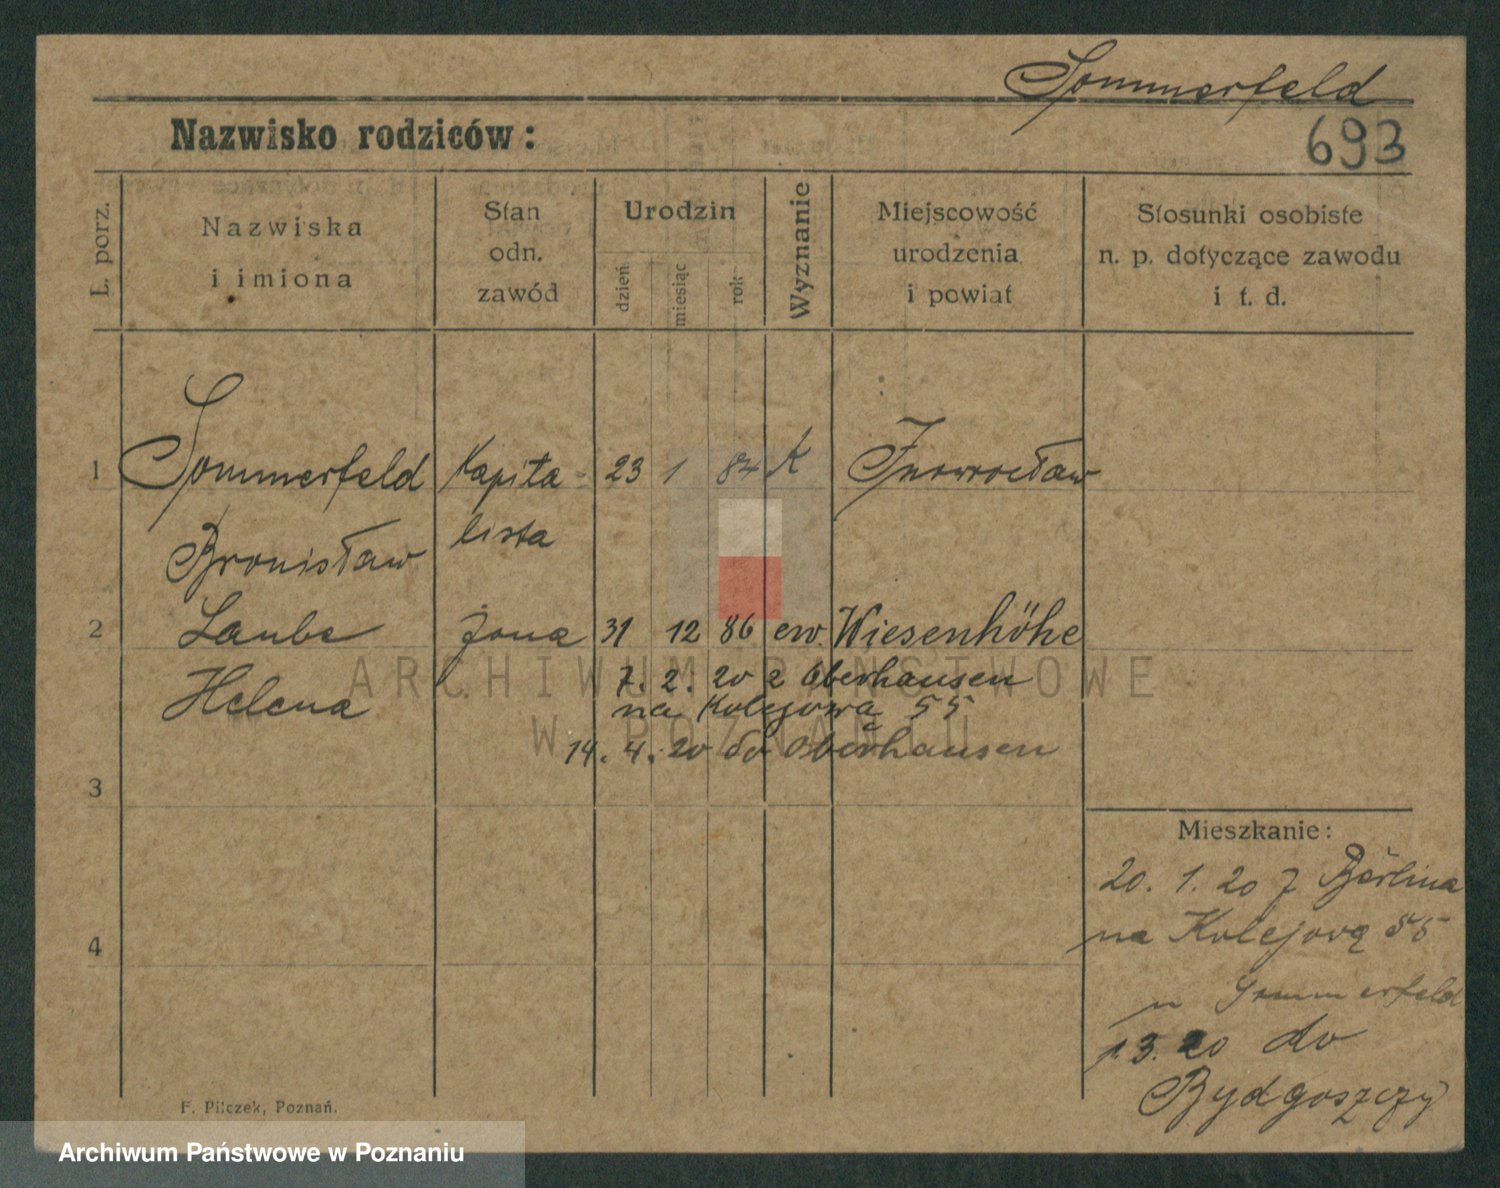 Sommerfeld
Nazwisko rodziców:
693
L. porz.
Nazwiska
i imiona
Stan
odn.
zawód
Urodzin
dzień
miesiąc
rok
Wyznanie
Miejscowość
urodzenia
i powiat
Stosunki osobiste
n. p. dotyczące zawodu
i t. d.
1
Sommerfeld Kapita- 23 1 84 K Inowrocław
lista
Bronisław
2 Laube żona 31 12 86 ew. Wiesenhöhe
Helena
7. 2. 20 z Oberhausen
na Kolejową 55
14. 4. 20 do Oberhausen
3
4
Mieszkanie:
20. 1. 20 z Berlina
na Kolejową 55
u Sommerfeld
1.3.20 do
Bydgoszczy
F. Pilczek, Poznań.
ARCHIWUM PAŃSTWOWE
W POZNANIU
Archiwum Państwowe w Poznaniu